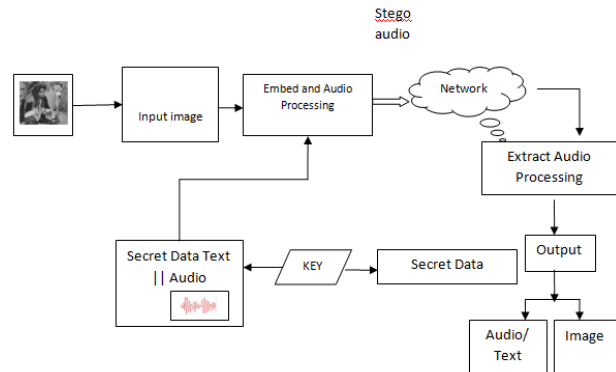 Stego
audio
Input image
Embed and Audio
Processing
Network
Extract Audio
Processing
Secret Data Text
|| Audio
KEY
Secret Data
Output
Audio/
Text
Image